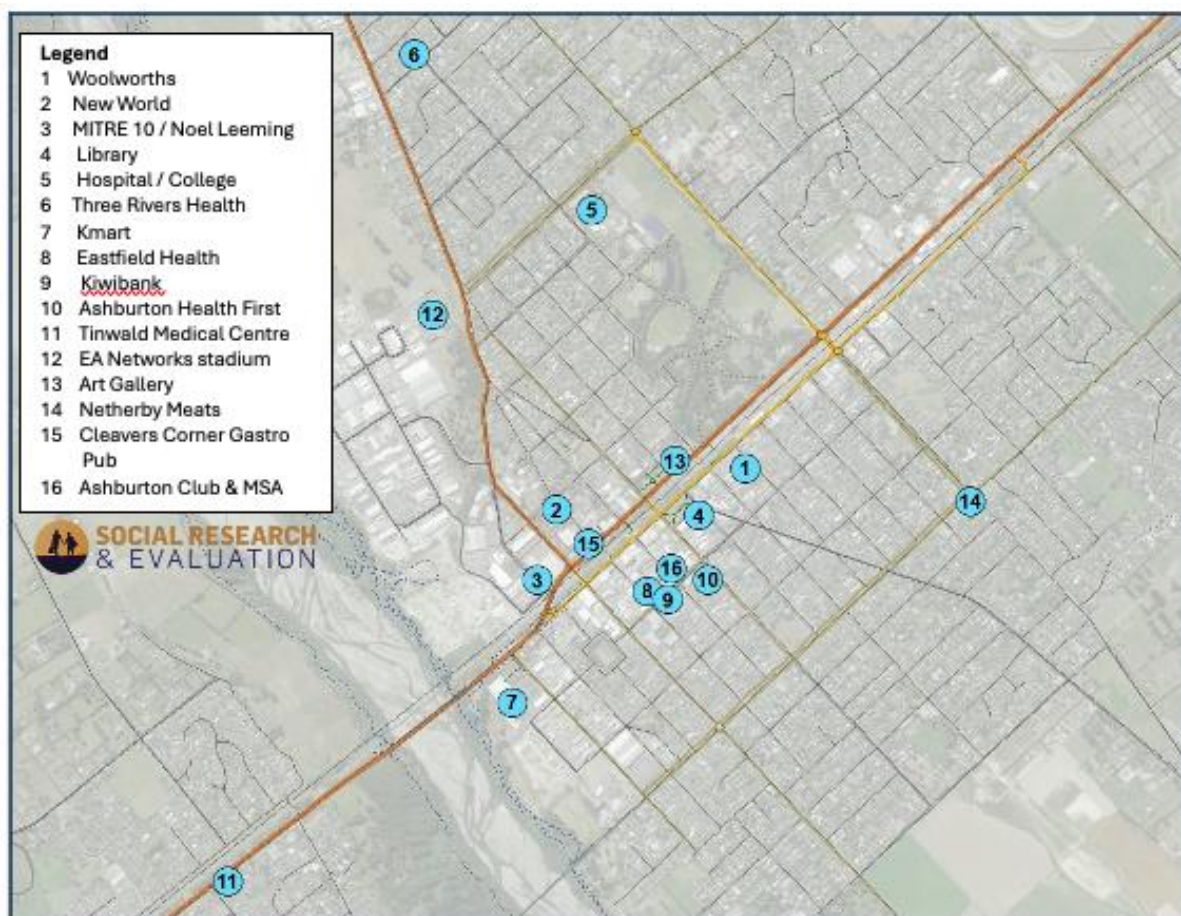 Legend
1 Woolworths
2 New World
3 MITRE 10 / Noel Leeming
4 Library
5 Hospital / College
6 Three Rivers Health
7 Kmart
8 Eastfield Health
9 Kiwibank
10 Ashburton Health First
11 Tinwald Medical Centre
12 EA Networks stadium
13 Art Gallery
14 Netherby Meats
15 Cleavers Corner Gastro
Pub
16 Ashburton Club & MSA
SOCIAL RESEARCH
& EVALUATION
6
5
12
13
1
2
4
14
15
3
16
10
8
9
7
11